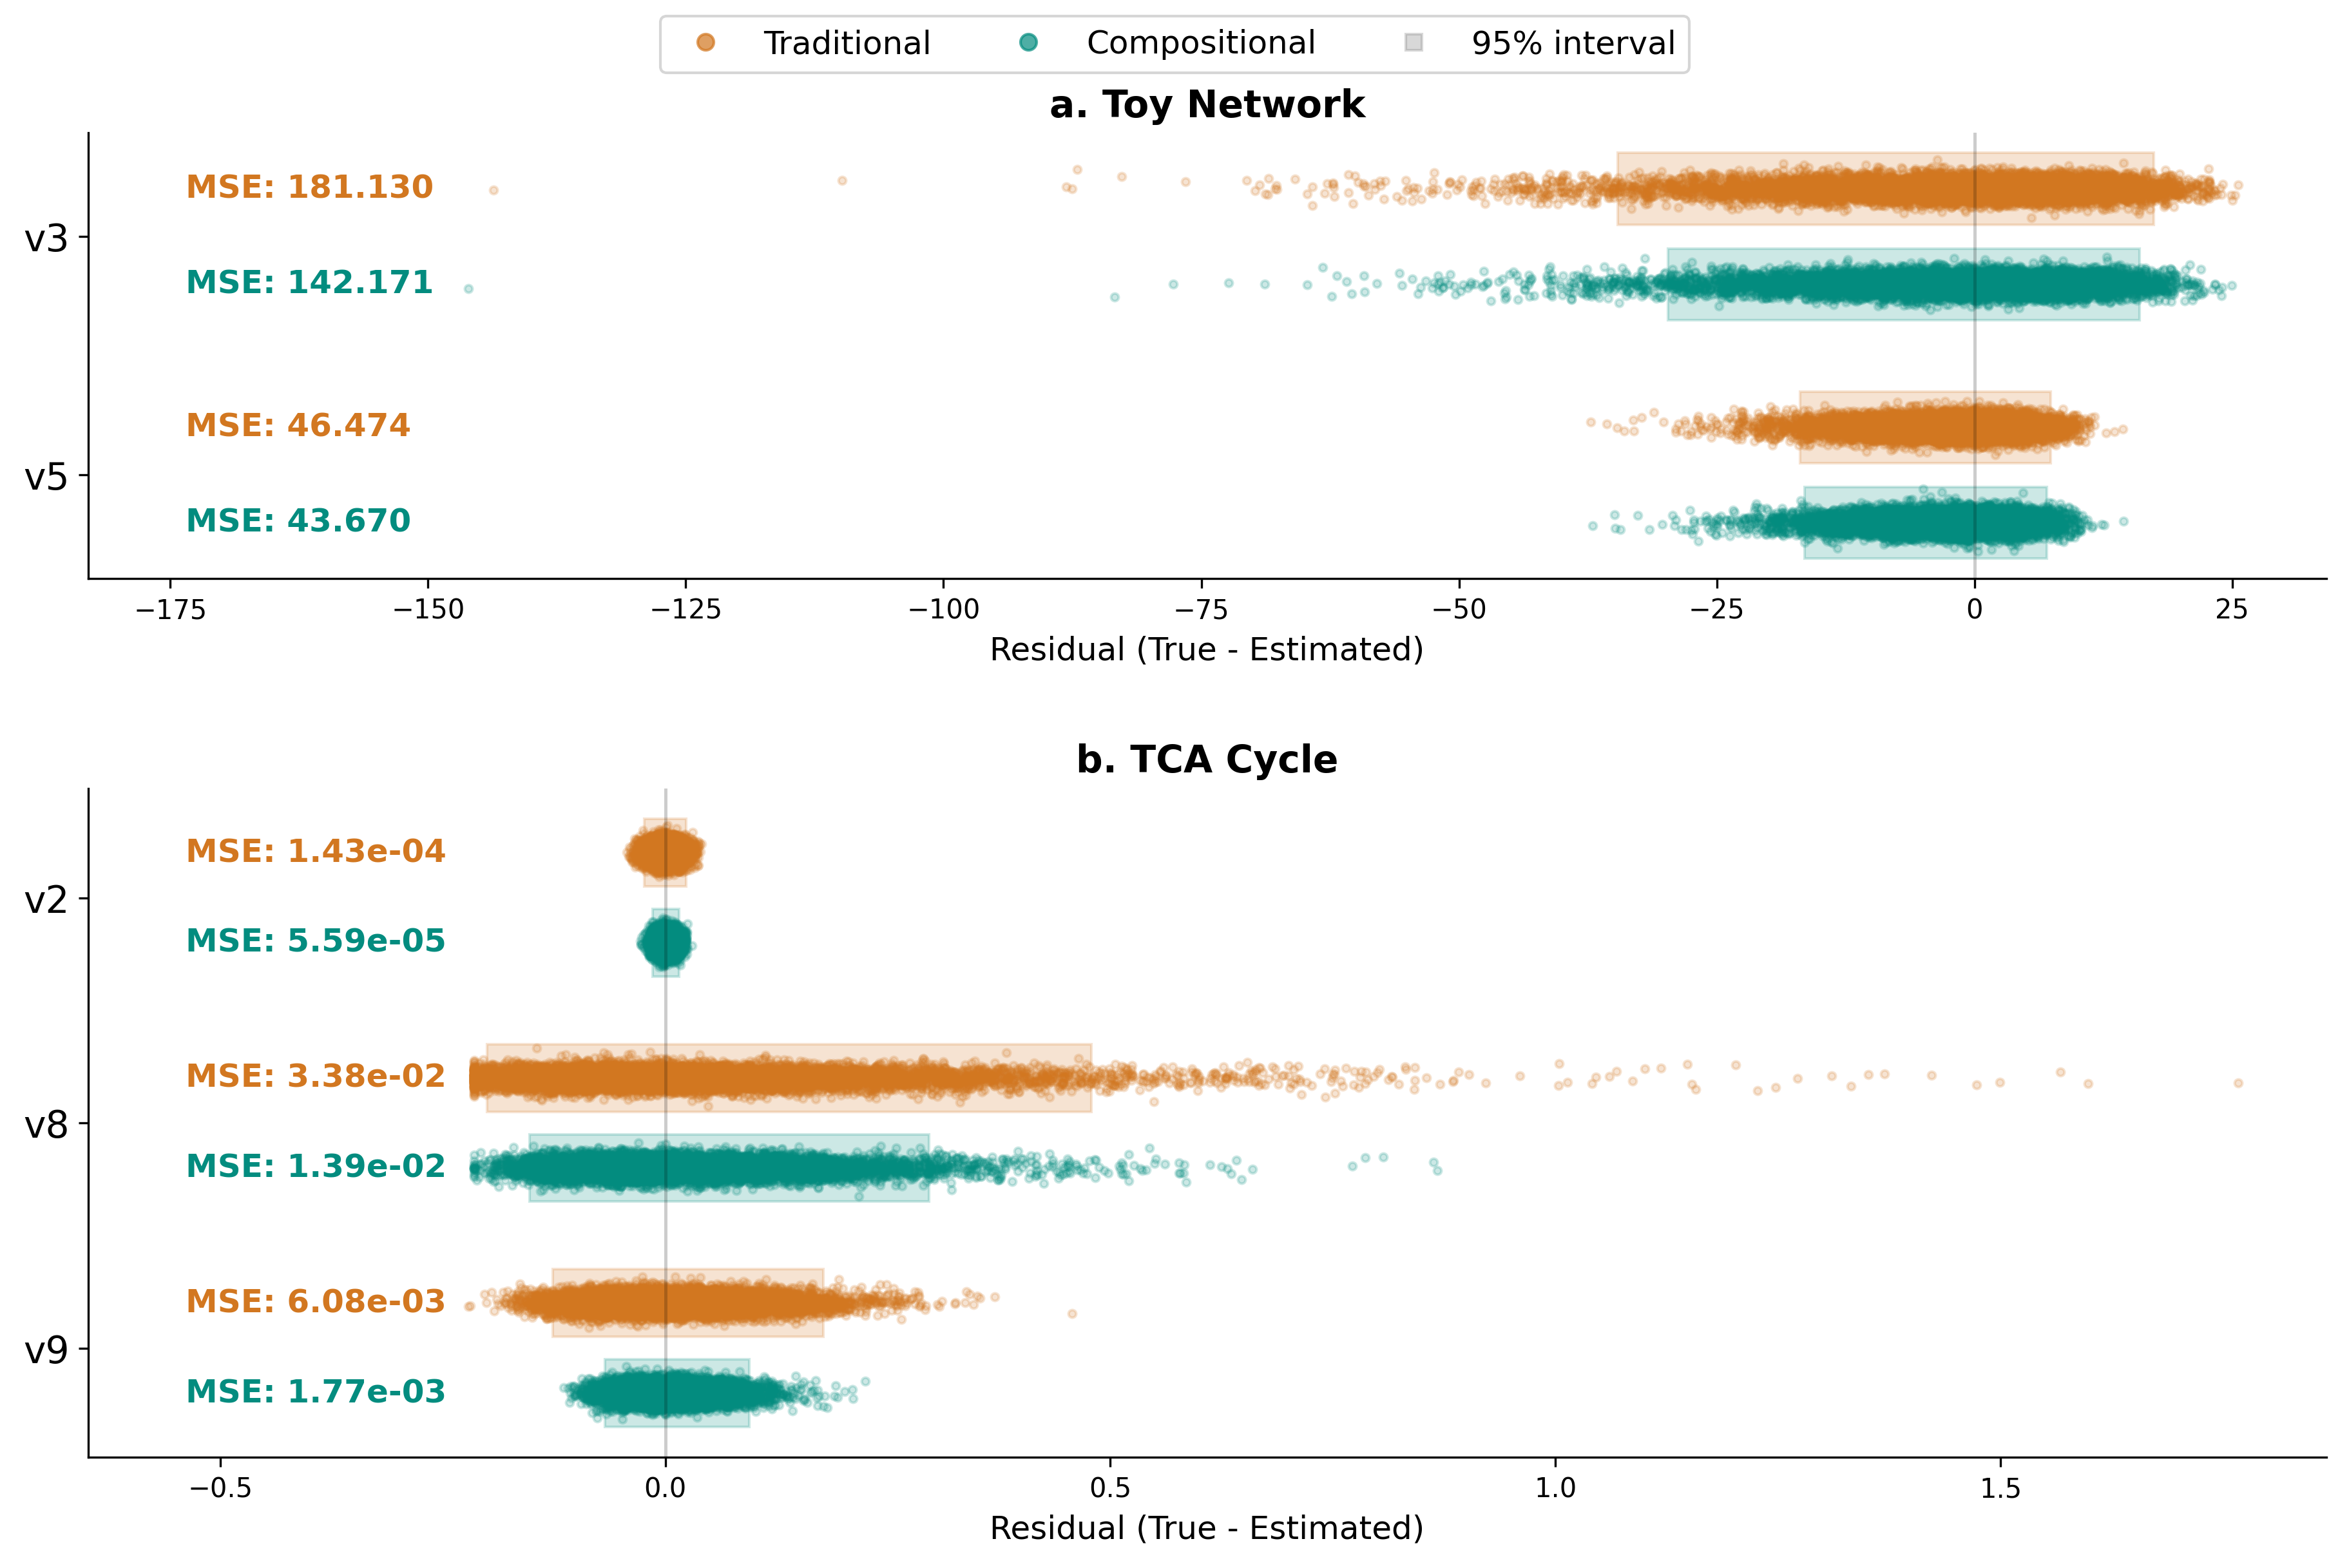 Traditional Compositional 95% interval
a. Toy Network
MSE: 181.130
v3
MSE: 142.171
MSE: 46.474
v5
MSE: 43.670
−175 −150 −125 −100 −75 −50 −25 0 25
Residual (True - Estimated)
b. TCA Cycle
MSE: 1.43e-04
v2
MSE: 5.59e-05
MSE: 3.38e-02
v8
MSE: 1.39e-02
MSE: 6.08e-03
v9
MSE: 1.77e-03
−0.5 0.0 0.5 1.0 1.5
Residual (True - Estimated)